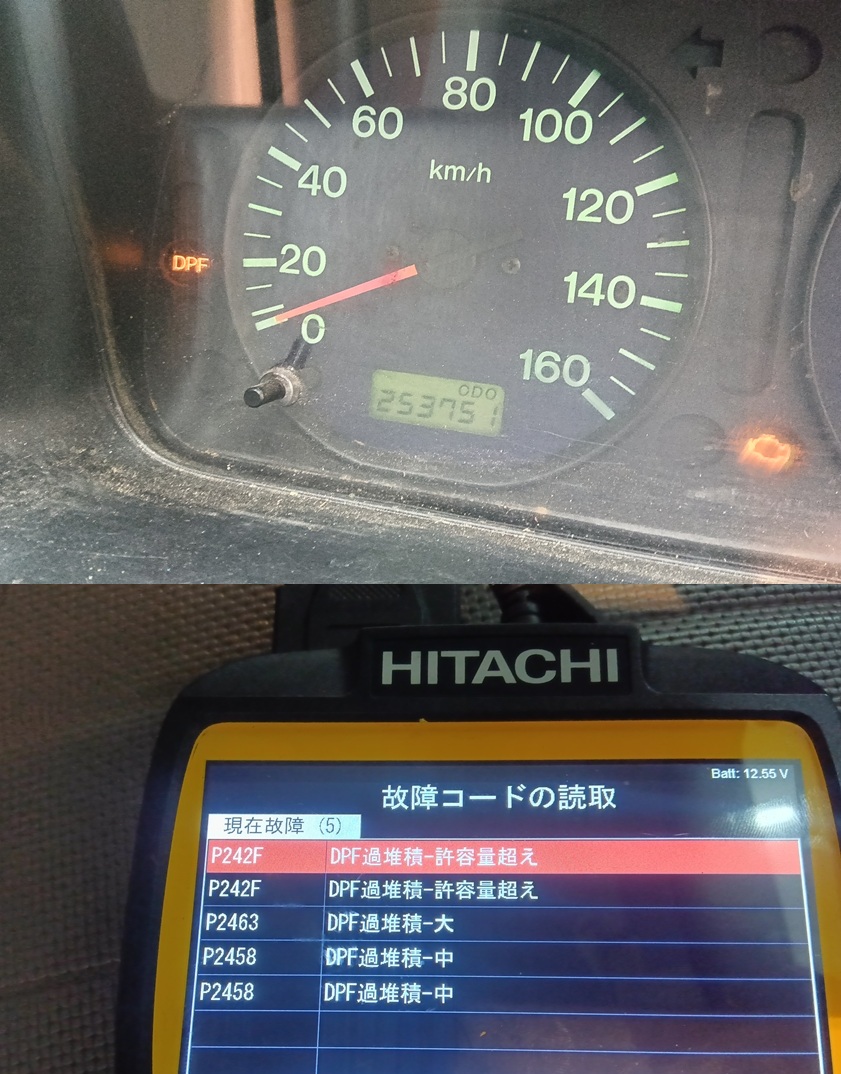 80
60
100
km/h
40
120
DPF
20
140
0
160
ODO
253751
HITACHI
Batt: 12.55 V
故障コードの読取
現在故障 (5)
P242F DPF過堆積-許容量超え
P242F DPF過堆積-許容量超え
P2463 DPF過堆積-大
P2458 DPF過堆積-中
P2458 DPF過堆積-中